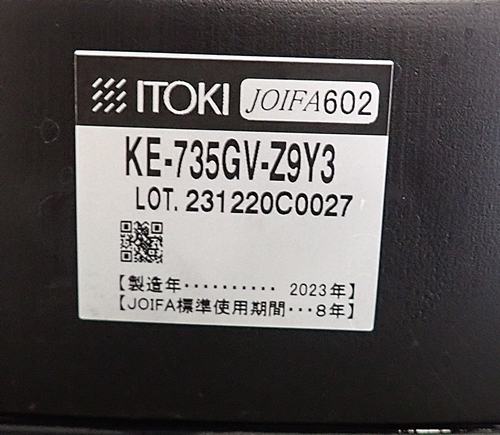 ITOKI JOIFA602
KE-735GV-Z9Y3
LOT. 231220C0027
【製造年・・・・・・・・・・ 2023年】
【JOIFA標準使用期間・・・8年】